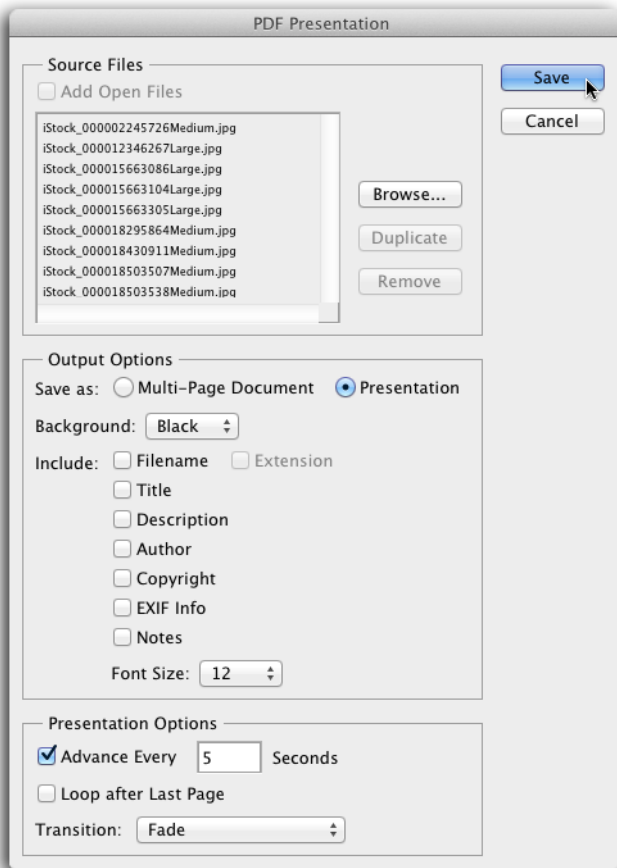 PDF Presentation
Source Files
Save
Add Open Files
Cancel
iStock_000002245726Medium.jpg
iStock_000012346267Large.jpg
iStock_000015663086Large.jpg
iStock_000015663104Large.jpg
iStock_000015663305Large.jpg
iStock_000018295864Medium.jpg
iStock_000018430911Medium.jpg
iStock_000018503507Medium.jpg
iStock_000018503538Medium.jpg
Browse...
Duplicate
Remove
Output Options
Save as: Multi-Page Document Presentation
Background: Black
Include: Filename Extension
Title
Description
Author
Copyright
EXIF Info
Notes
Font Size: 12
Presentation Options
Advance Every 5 Seconds
Loop after Last Page
Transition: Fade